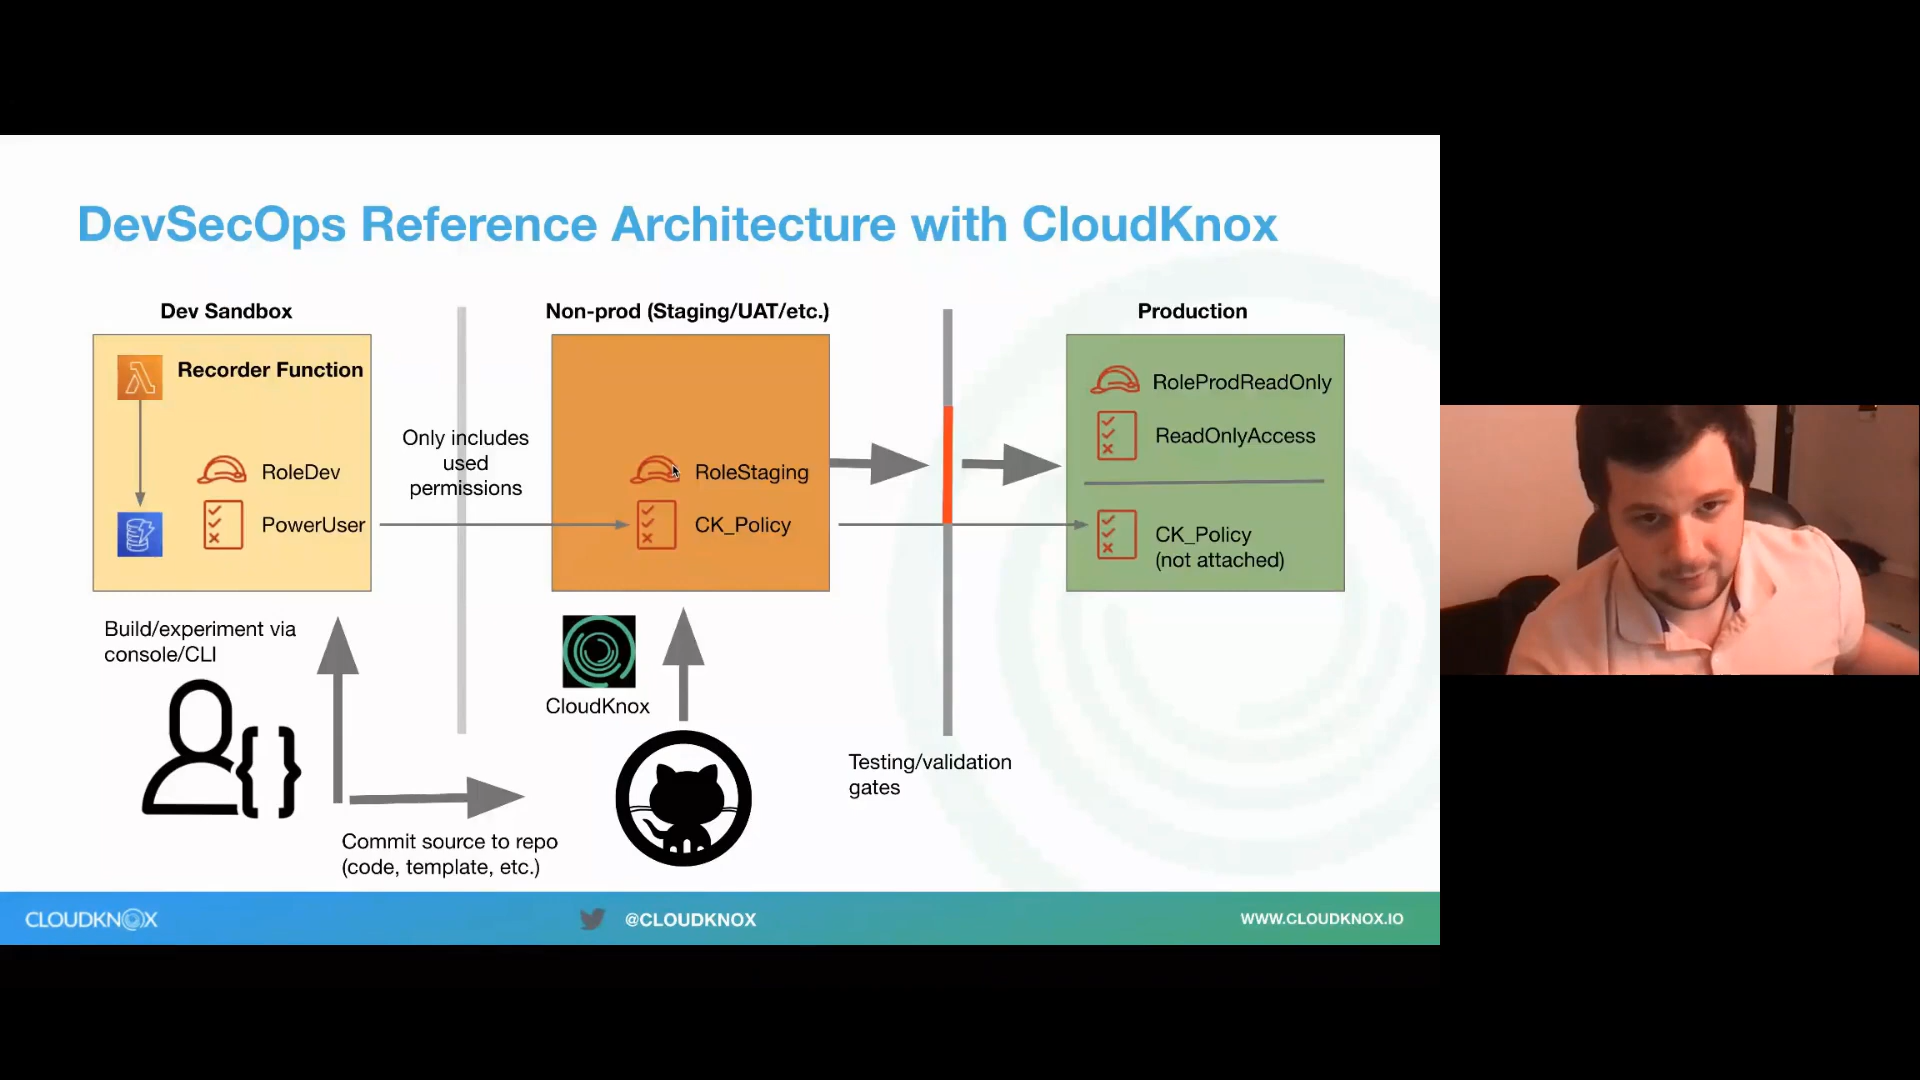 DevSecOps Reference Architecture with CloudKnox
Dev Sandbox
Recorder Function
RoleDev
PowerUser
Only includes
used
permissions
Non-prod (Staging/UAT/etc.)
RoleStaging
CK_Policy
Production
RoleProdReadOnly
ReadOnlyAccess
CK_Policy
(not attached)
Build/experiment via
console/CLI
{}
CloudKnox
Testing/validation
gates
Commit source to repo
(code, template, etc.)
CLOUDKNOX
@CLOUDKNOX
WWW.CLOUDKNOX.IO